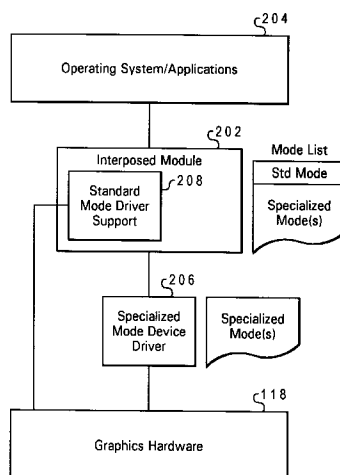 204
Operating System/Applications
202
Interposed Module
208
Standard
Mode Driver
Support
Mode List
Std Mode
Specialized
Mode(s)
206
Specialized
Mode Device
Driver
Specialized
Mode(s)
118
Graphics Hardware